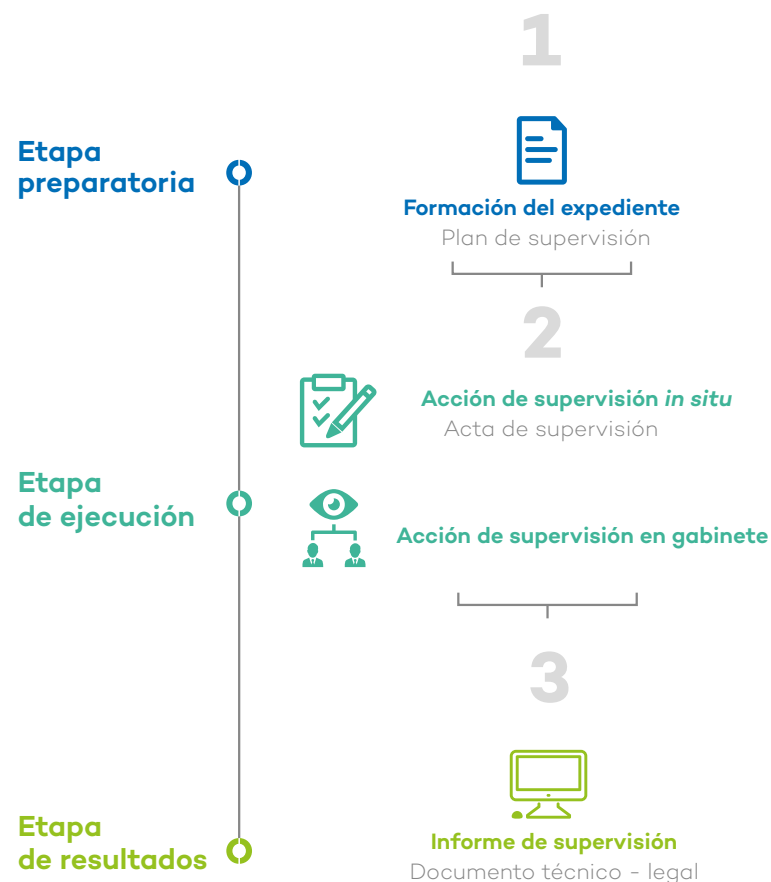 1
Etapa
preparatoria
Formación del expediente
Plan de supervisión
2
Acción de supervisión in situ
Acta de supervisión
Etapa
de ejecución
Acción de supervisión en gabinete
3
Etapa
de resultados
Informe de supervisión
Documento técnico - legal